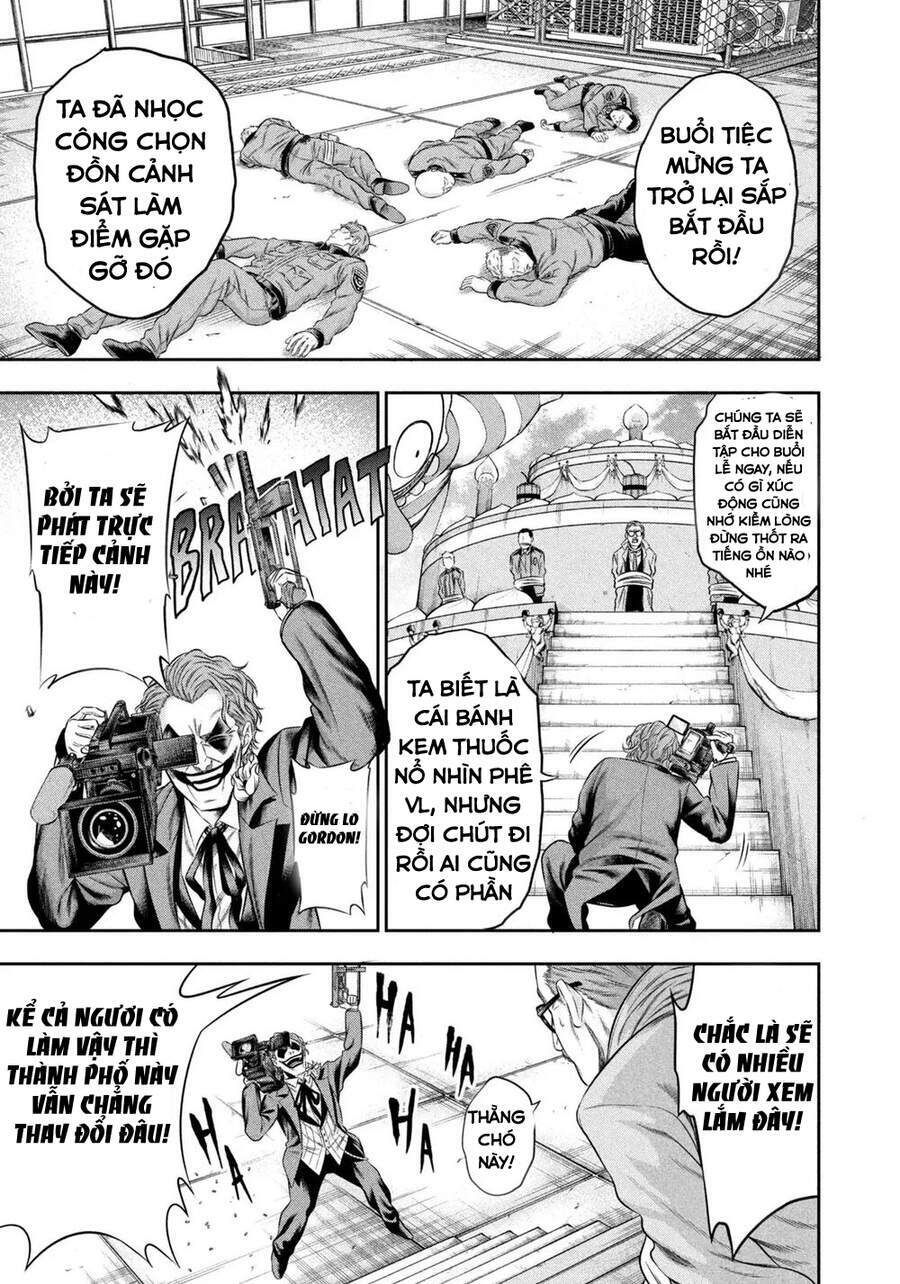 BUỔI TIỆC
MỪNG TA
TRỞ LẠI SẮP
BẮT ĐẦU
RỒI!
TA ĐÃ NHỌC
CÔNG CHỌN
ĐỒN CẢNH
SÁT LÀM
ĐIỂM GẶP
GỠ ĐÓ
CHÚNG TA SẼ
BẮT ĐẨU DIỄN
TẬP CHO BUỔI
LỄ NGAY, NẾU
CÓ GÌ XÚC
ĐỘNG CŨNG
NHỚ KIỀM LÒNG
ĐỪNG THỐT RA
TIẾNG ỒN NÀO
NHÉ
TA BIẾT LÀ
CÁI BÁNH
KEM THUỐC
NỔ NHÌN PHÊ
VL, NHƯNG
ĐỢI CHÚT ĐI
RỒI AI CŨNG
CÓ PHẦN
BRATATATAT
BỞI TA SẼ
PHÁT TRỰC
TIẾP CẢNH
NÀY!
ĐỪNG LO
GORDON!
CHẮC LÀ SẼ
CÓ NHIỀU
NGƯỜI XEM
LẮM ĐÂY!
THẰNG
CHÓ
NÀY!
HA
HA
HA
HA
HA
HA
KỂ CẢ NGƯƠI CÓ
LÀM VẬY THÌ
THÀNH PHỐ NÀY
VẪN CHẲNG
THAY ĐỔI ĐÂU!